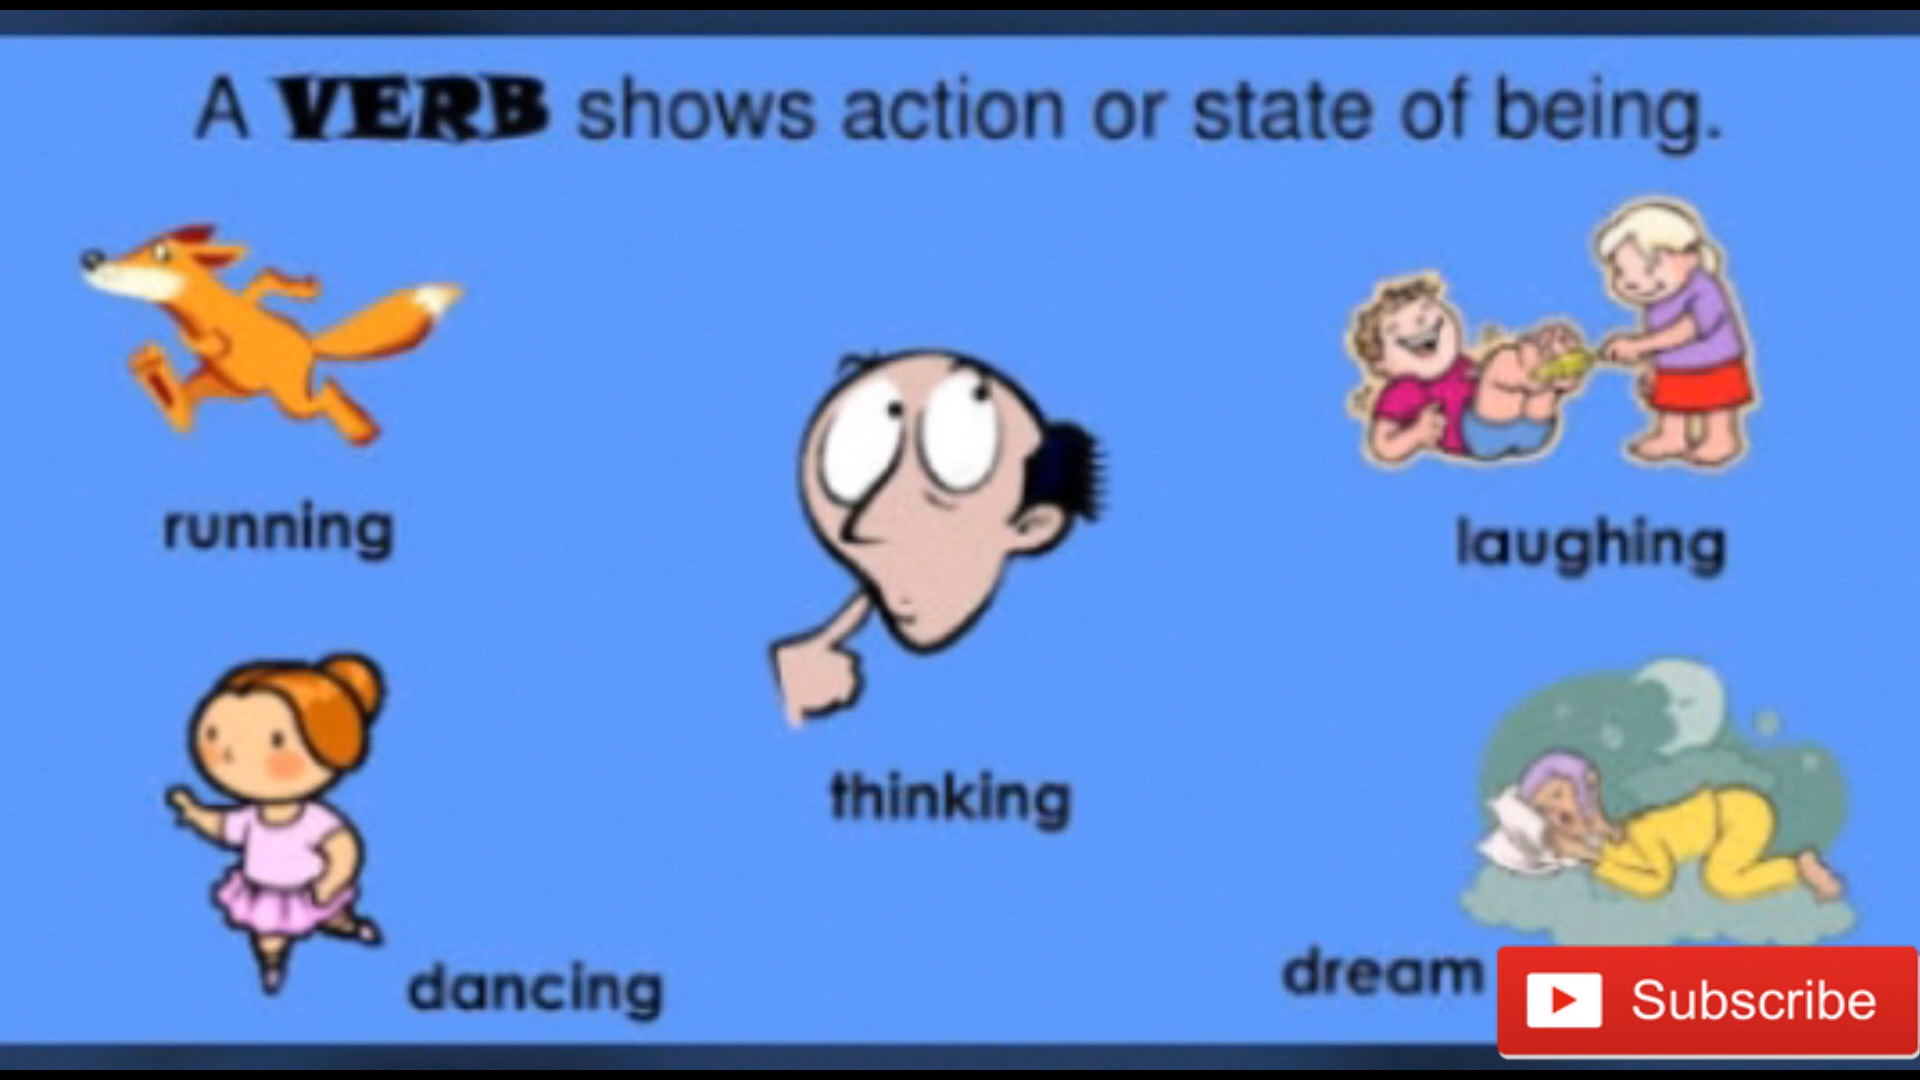 A VERB shows action or state of being.
running
laughing
thinking
dancing
dream
Subscribe